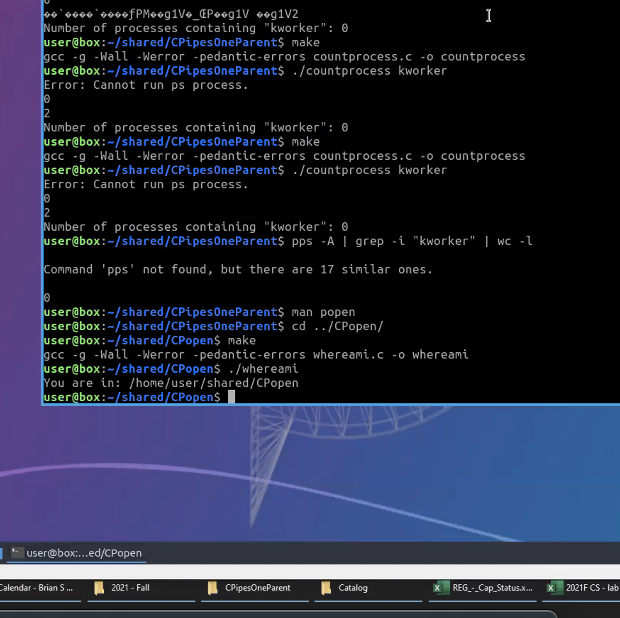 Number of processes containing "kworker": 0
user@box:~/shared/CPipesOneParent$ make
gcc -g -Wall -Werror -pedantic-errors countprocess.c -o countprocess
user@box:~/shared/CPipesOneParent$ ./countprocess kworker
Error: Cannot run ps process.
0
2
Number of processes containing "kworker": 0
user@box:~/shared/CPipesOneParent$ make
gcc -g -Wall -Werror -pedantic-errors countprocess.c -o countprocess
user@box:~/shared/CPipesOneParent$ ./countprocess kworker
Error: Cannot run ps process.
0
2
Number of processes containing "kworker": 0
user@box:~/shared/CPipesOneParent$ pps -A | grep -i "kworker" | wc -l
Command 'pps' not found, but there are 17 similar ones.
0
user@box:~/shared/CPipesOneParent$ man popen
user@box:~/shared/CPipesOneParent$ cd ../CPopen/
user@box:~/shared/CPopen$ make
gcc -g -Wall -Werror -pedantic-errors whereami.c -o whereami
user@box:~/shared/CPopen$ ./whereami
You are in: /home/user/shared/CPopen
user@box:~/shared/CPopen$
user@box:...ed/CPopen
Calendar - Brian S ...
2021 - Fall
CPipesOneParent
Catalog
REG_-_Cap_Status.x...
2021F CS - lab